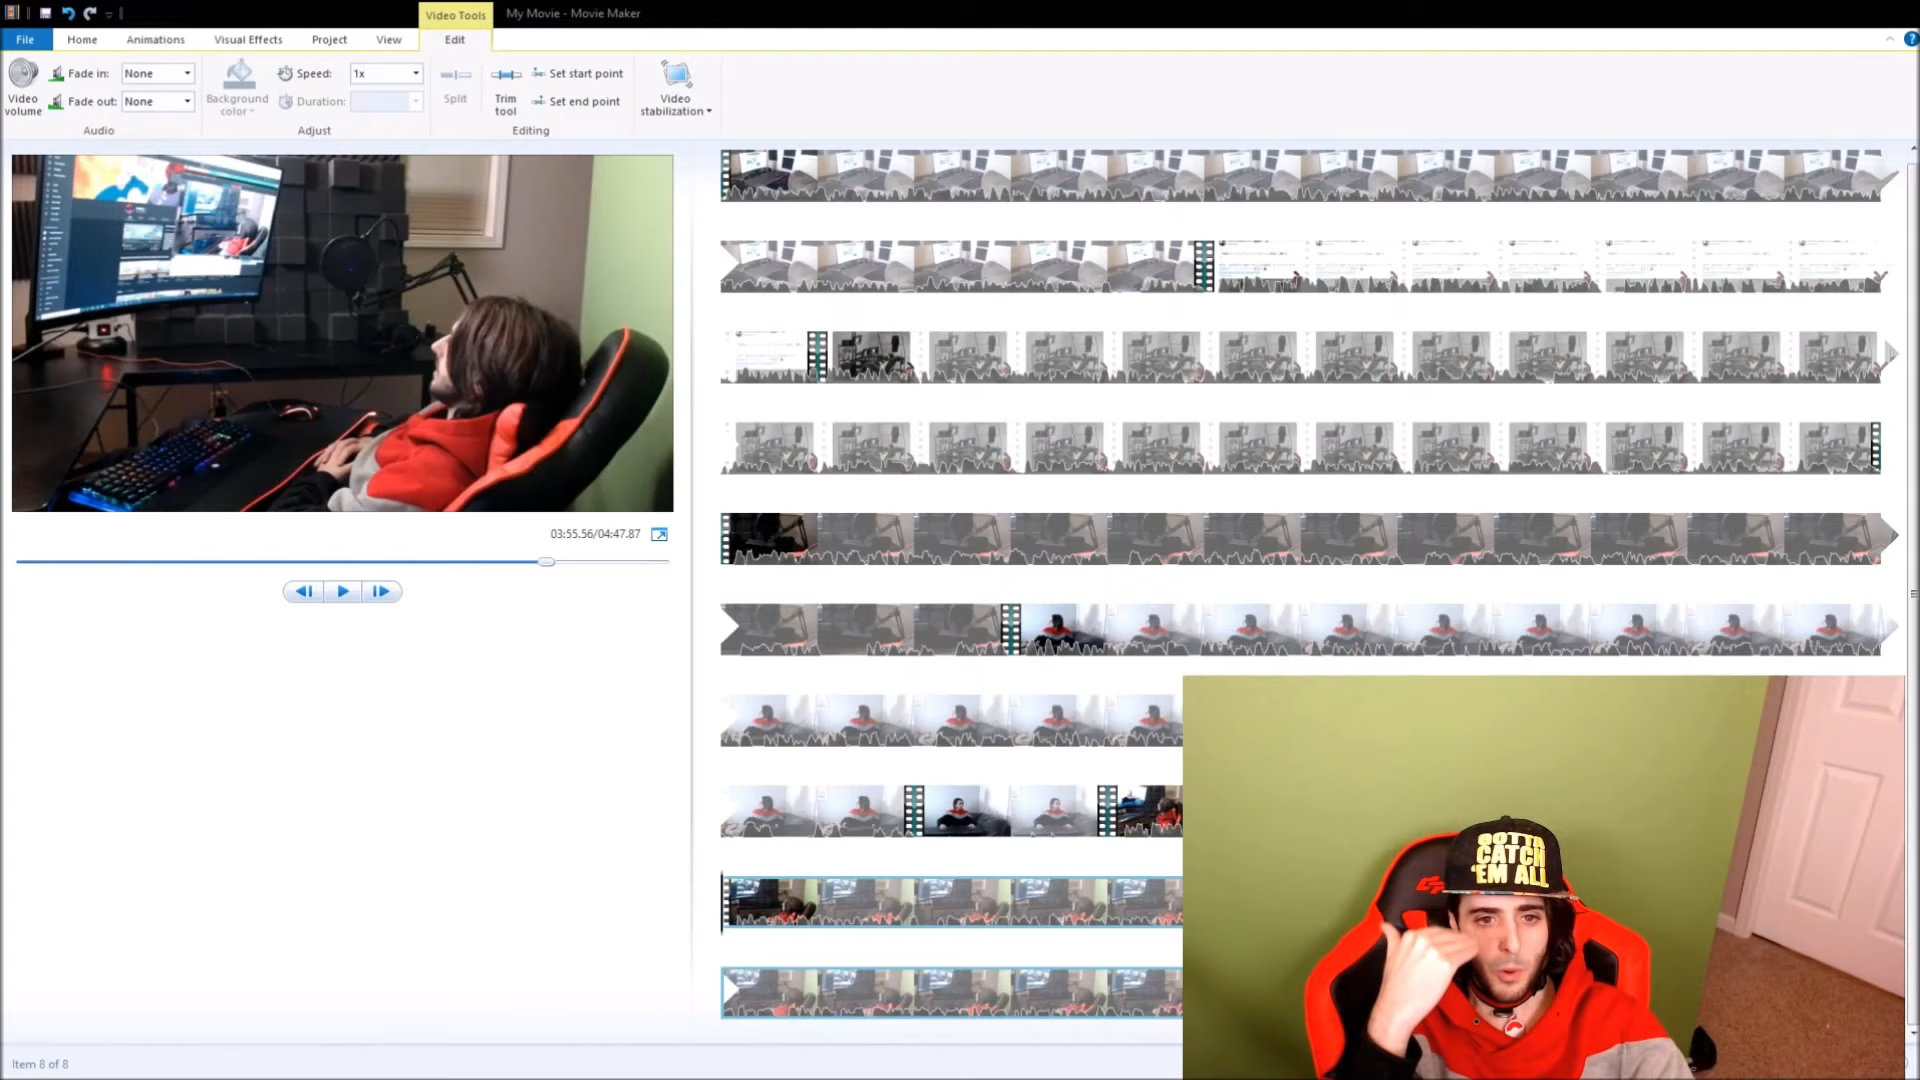 Video Tools
My Movie - Movie Maker
File
Home
Animations
Visual Effects
Project
View
Edit
Video volume
Fade in: None
Fade out: None
Audio
Background color
Speed: 1x
Duration:
Adjust
Split
Trim tool
Set start point
Set end point
Editing
Video stabilization
03:55.56/04:47.87
GOTTA
CATCH
'EM ALL
Item 8 of 8